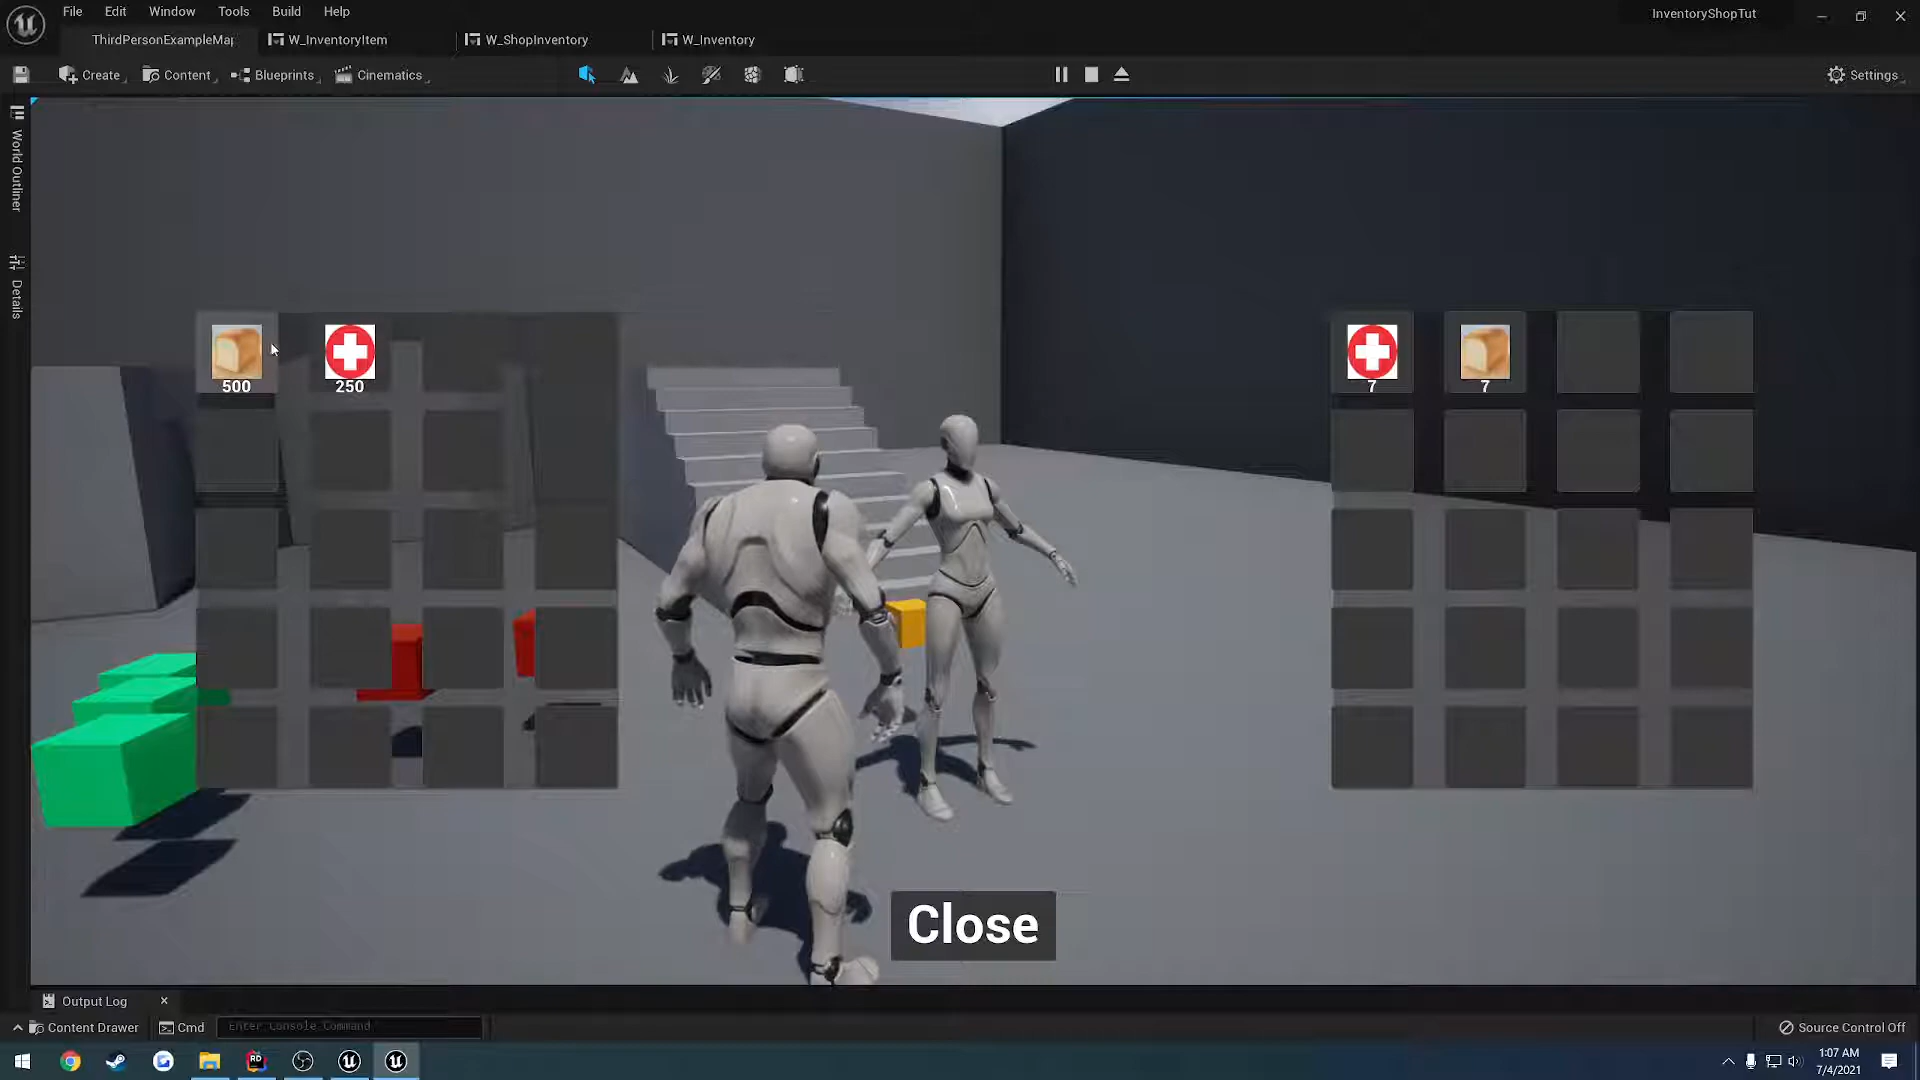 File Edit Window Tools Build Help
InventoryShopTut
ThirdPersonExampleMap
W_InventoryItem
W_ShopInventory
W_Inventory
Create
Content
Blueprints
Cinematics
Settings
World Outliner
Details
500
250
7
7
Close
Output Log
Content Drawer
Cmd
Enter Console Command
Source Control Off
RD
1:07 AM
7/4/2021